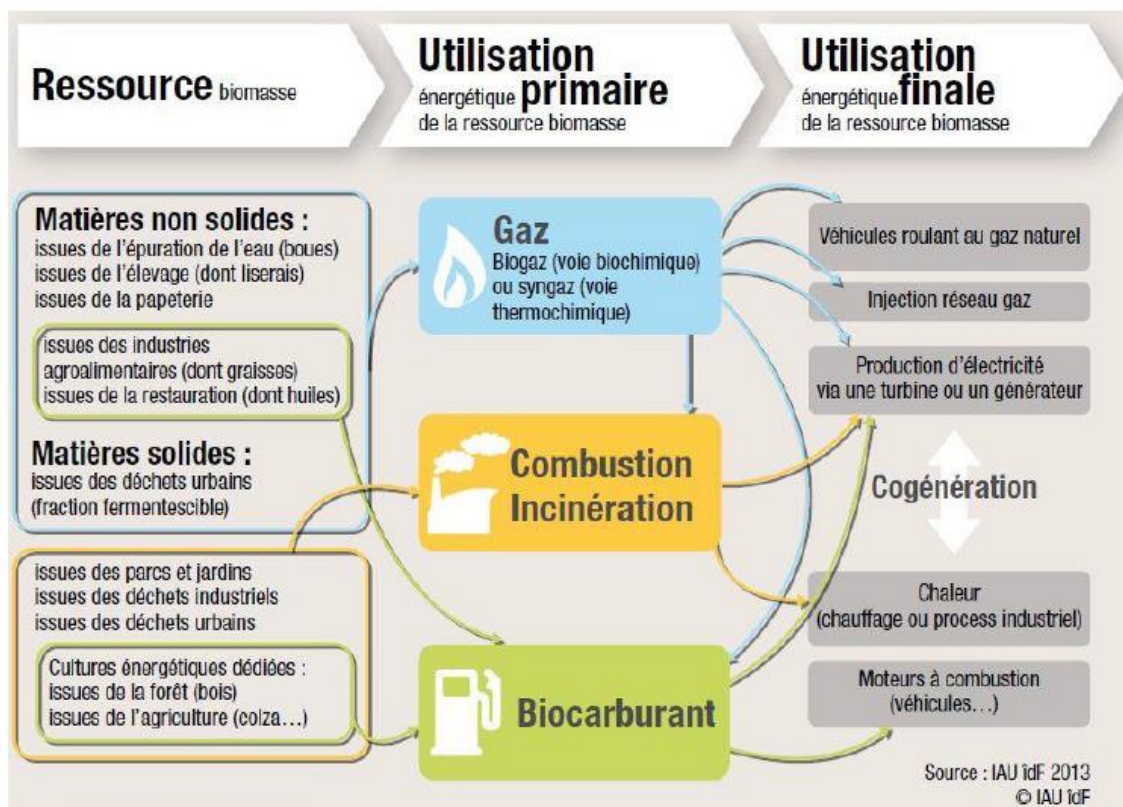 Ressource biomasse
Utilisation
énergétique primaire
de la ressource biomasse
Utilisation
énergétique finale
de la ressource biomasse
Matières non solides :
issues de l'épuration de l'eau (boues)
issues de l'élevage (dont liserais)
issues de la papeterie
issues des industries
agroalimentaires (dont graisses)
issues de la restauration (dont huiles)
Matières solides :
issues des déchets urbains
(fraction fermentescible)
issues des parcs et jardins
issues des déchets industriels
issues des déchets urbains
Cultures énergétiques dédiées :
issues de la forêt (bois)
issues de l'agriculture (colza...)
Gaz
Biogaz (voie biochimique)
ou syngaz (voie
thermochimique)
Combustion
Incinération
Biocarburant
Véhicules roulant au gaz naturel
Injection réseau gaz
Production d'électricité
via une turbine ou un générateur
Cogénération
Chaleur
(chauffage ou process industriel)
Moteurs à combustion
(véhicules...)
Source : IAU îdF 2013
© IAU îdF